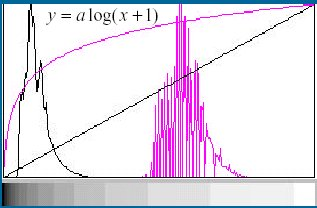 y = a log(x + 1)